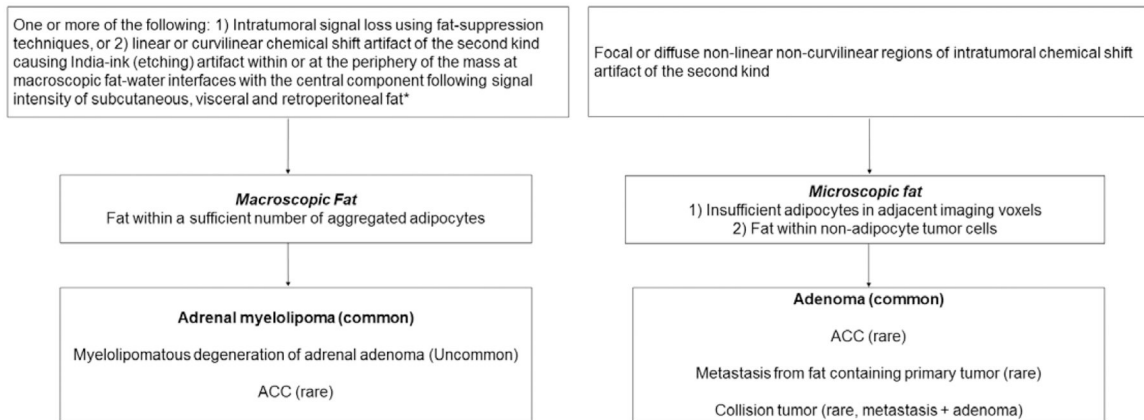 One or more of the following: 1) Intratumoral signal loss using fat-suppression
techniques, or 2) linear or curvilinear chemical shift artifact of the second kind
causing India-ink (etching) artifact within or at the periphery of the mass at
macroscopic fat-water interfaces with the central component following signal
intensity of subcutaneous, visceral and retroperitoneal fat*
Macroscopic Fat
Fat within a sufficient number of aggregated adipocytes
Adrenal myelolipoma (common)
Myelolipomatous degeneration of adrenal adenoma (Uncommon)
ACC (rare)
Focal or diffuse non-linear non-curvilinear regions of intratumoral chemical shift
artifact of the second kind
Microscopic fat
1) Insufficient adipocytes in adjacent imaging voxels
2) Fat within non-adipocyte tumor cells
Adenoma (common)
ACC (rare)
Metastasis from fat containing primary tumor (rare)
Collision tumor (rare, metastasis + adenoma)